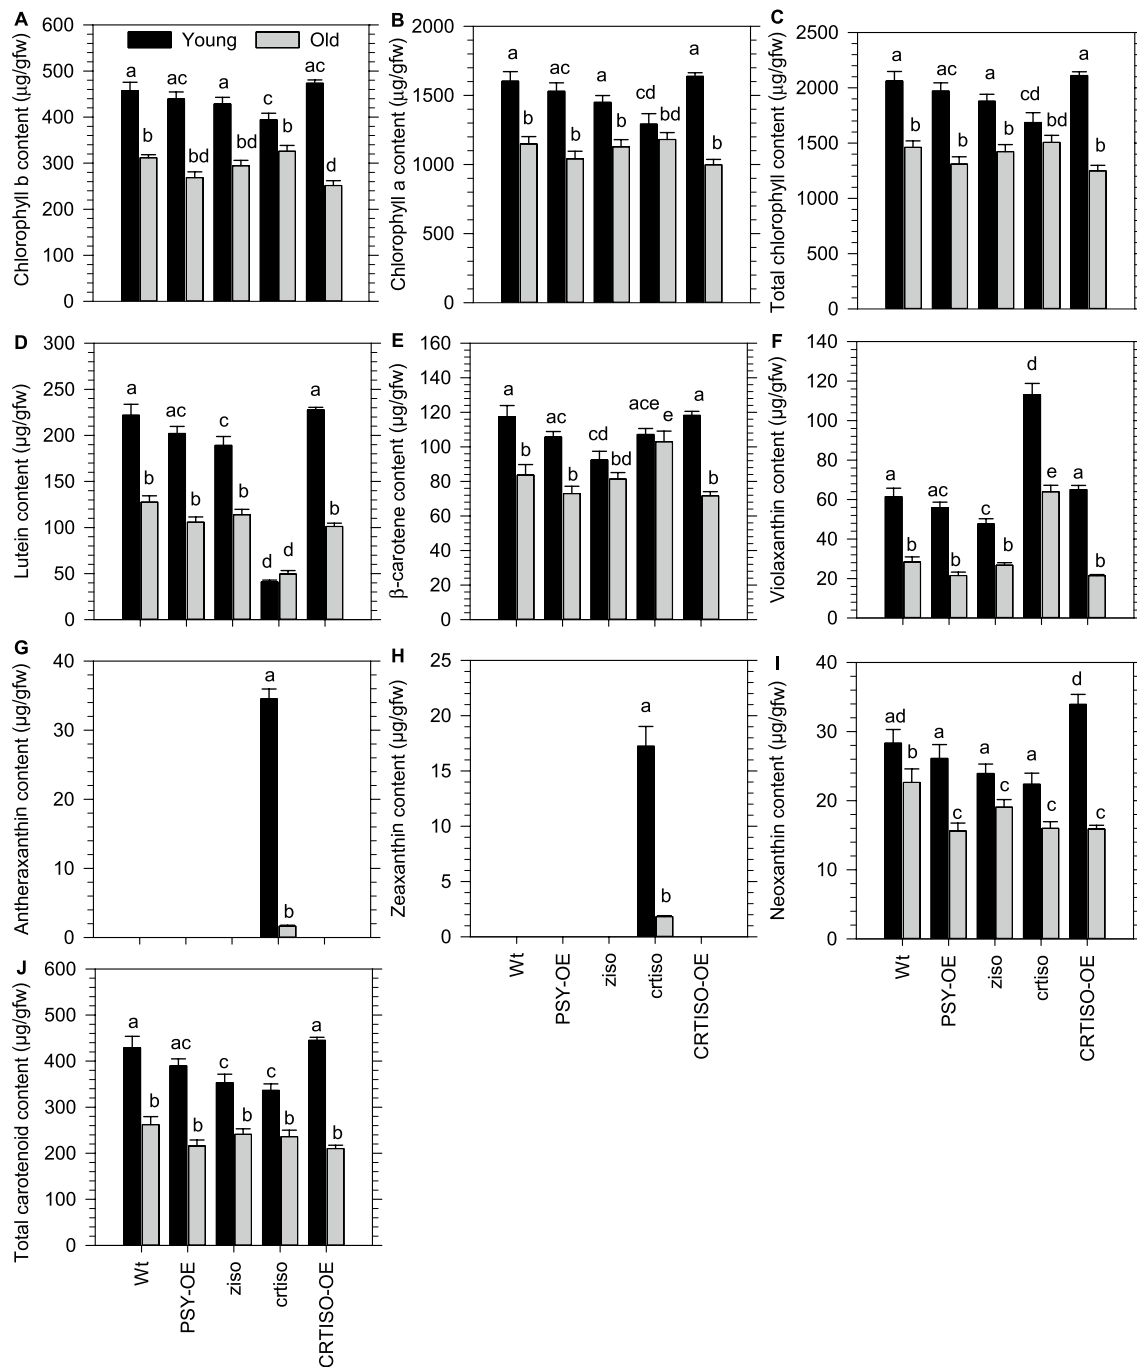 A
Chlorophyll b content (µg/gfw)
600
500
400
300
200
100
0
Young
Old
a
b
ac
bd
a
b
c
b
ac
d
B
Chlorophyll a content (µg/gfw)
2000
1500
1000
500
0
a
b
ac
b
a
b
cd
bd
a
b
C
Total chlorophyll content (µg/gfw)
2500
2000
1500
1000
500
0
a
b
ac
b
a
b
cd
bd
a
b
D
Lutein content (µg/gfw)
300
250
200
150
100
50
0
a
b
ac
b
c
b
d
d
a
b
E
β-carotene content (µg/gfw)
160
140
120
100
80
60
40
20
0
a
b
ac
b
cd
bd
ace
e
a
b
F
Violaxanthin content (µg/gfw)
140
120
100
80
60
40
20
0
a
b
ac
b
c
b
d
e
a
b
G
Antheraxanthin content (µg/gfw)
40
30
20
10
0
a
b
H
Zeaxanthin content (µg/gfw)
25
20
15
10
5
0
a
b
Wt
PSY-OE
ziso
crtiso
CRTISO-OE
I
Neoxanthin content (µg/gfw)
40
30
20
10
0
ad
b
a
c
a
c
a
c
d
c
Wt
PSY-OE
ziso
crtiso
CRTISO-OE
J
Total carotenoid content (µg/gfw)
600
500
400
300
200
100
0
a
b
ac
b
c
b
c
b
a
b
Wt
PSY-OE
ziso
crtiso
CRTISO-OE